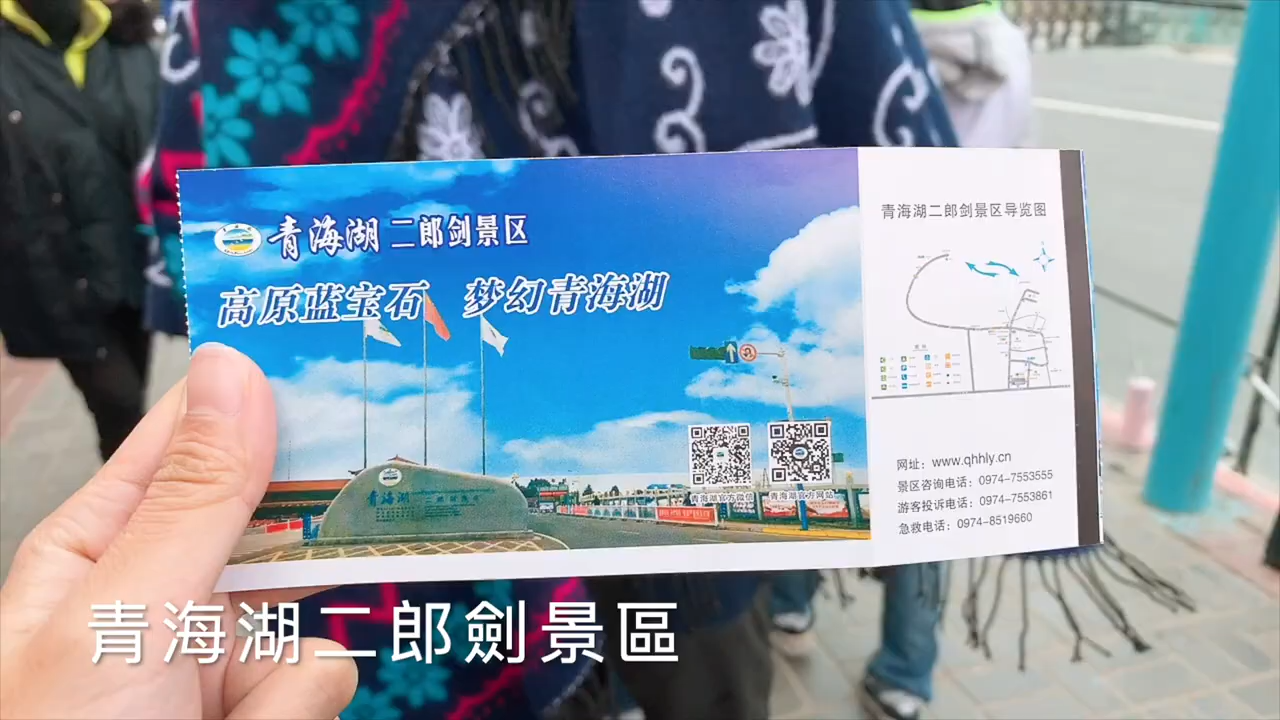 青海湖 二郎剑景区
高原蓝宝石 梦幻青海湖
青海湖
青海湖官方微信
青海湖官方网站
青海湖二郎剑景区导览图
网址：www.qhhly.cn
景区咨询电话：0974-7553555
游客投诉电话：0974-7553861
急救电话：0974-8519660
青海湖二郎劍景區